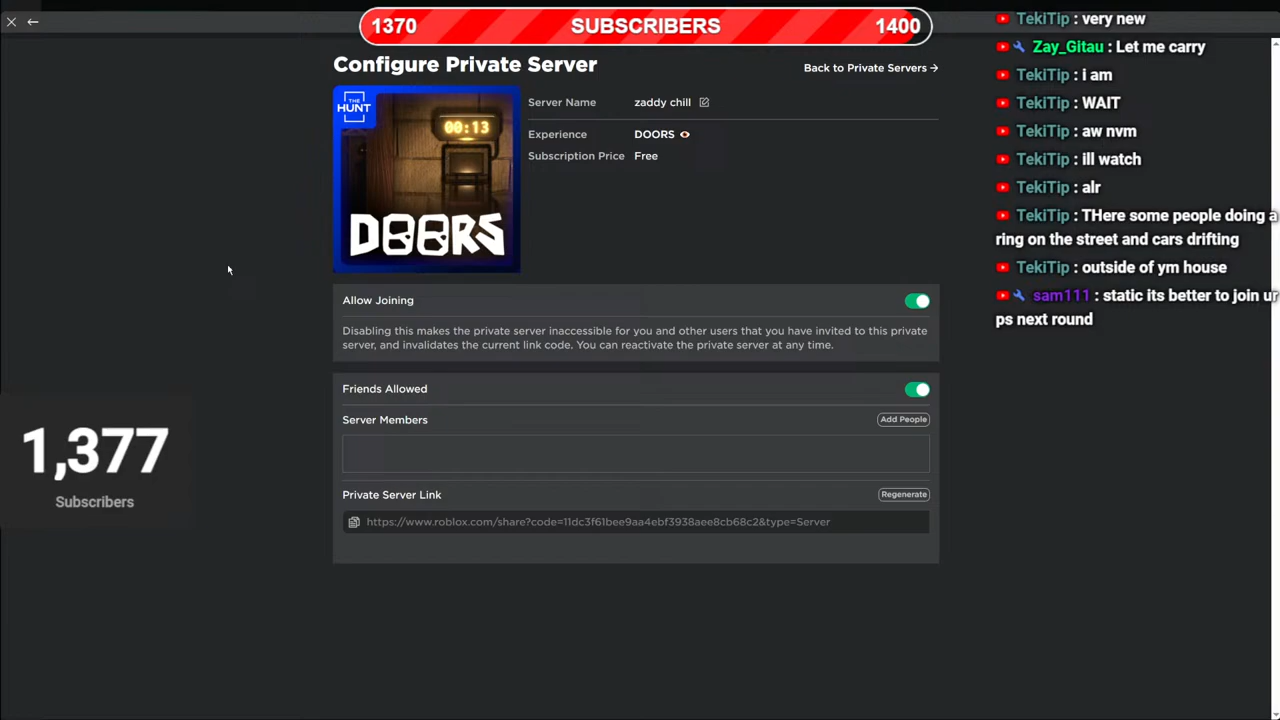 1370 SUBSCRIBERS 1400
Configure Private Server
Back to Private Servers →
THE
HUNT
00:13
DOORS
Server Name zaddy chill
Experience DOORS
Subscription Price Free
Allow Joining
Disabling this makes the private server inaccessible for you and other users that you have invited to this private
server, and invalidates the current link code. You can reactivate the private server at any time.
Friends Allowed
Server Members Add People
Private Server Link Regenerate
https://www.roblox.com/share?code=11dc3f61bee9aa4ebf3938aee8cb68c2&type=Server
1,377
Subscribers
TekiTip : very new
Zay_Gitau : Let me carry
TekiTip : i am
TekiTip : WAIT
TekiTip : aw nvm
TekiTip : ill watch
TekiTip : alr
TekiTip : THere some people doing a
ring on the street and cars drifting
TekiTip : outside of ym house
sam111 : static its better to join ur
ps next round